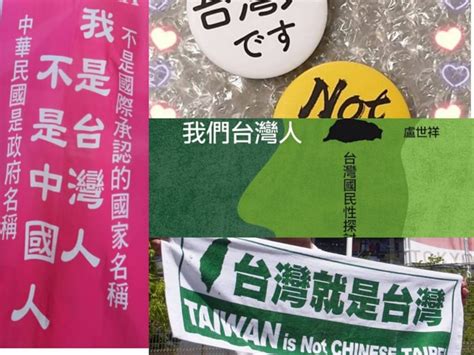 不是國際承認的國家名稱
我是台灣人
不是中國人
中華民國是政府名稱
台灣
です
Not
我們台灣人
盧世祥
台灣國民性探討
台灣就是台灣
TAIWAN is Not CHINESE TAIPEI